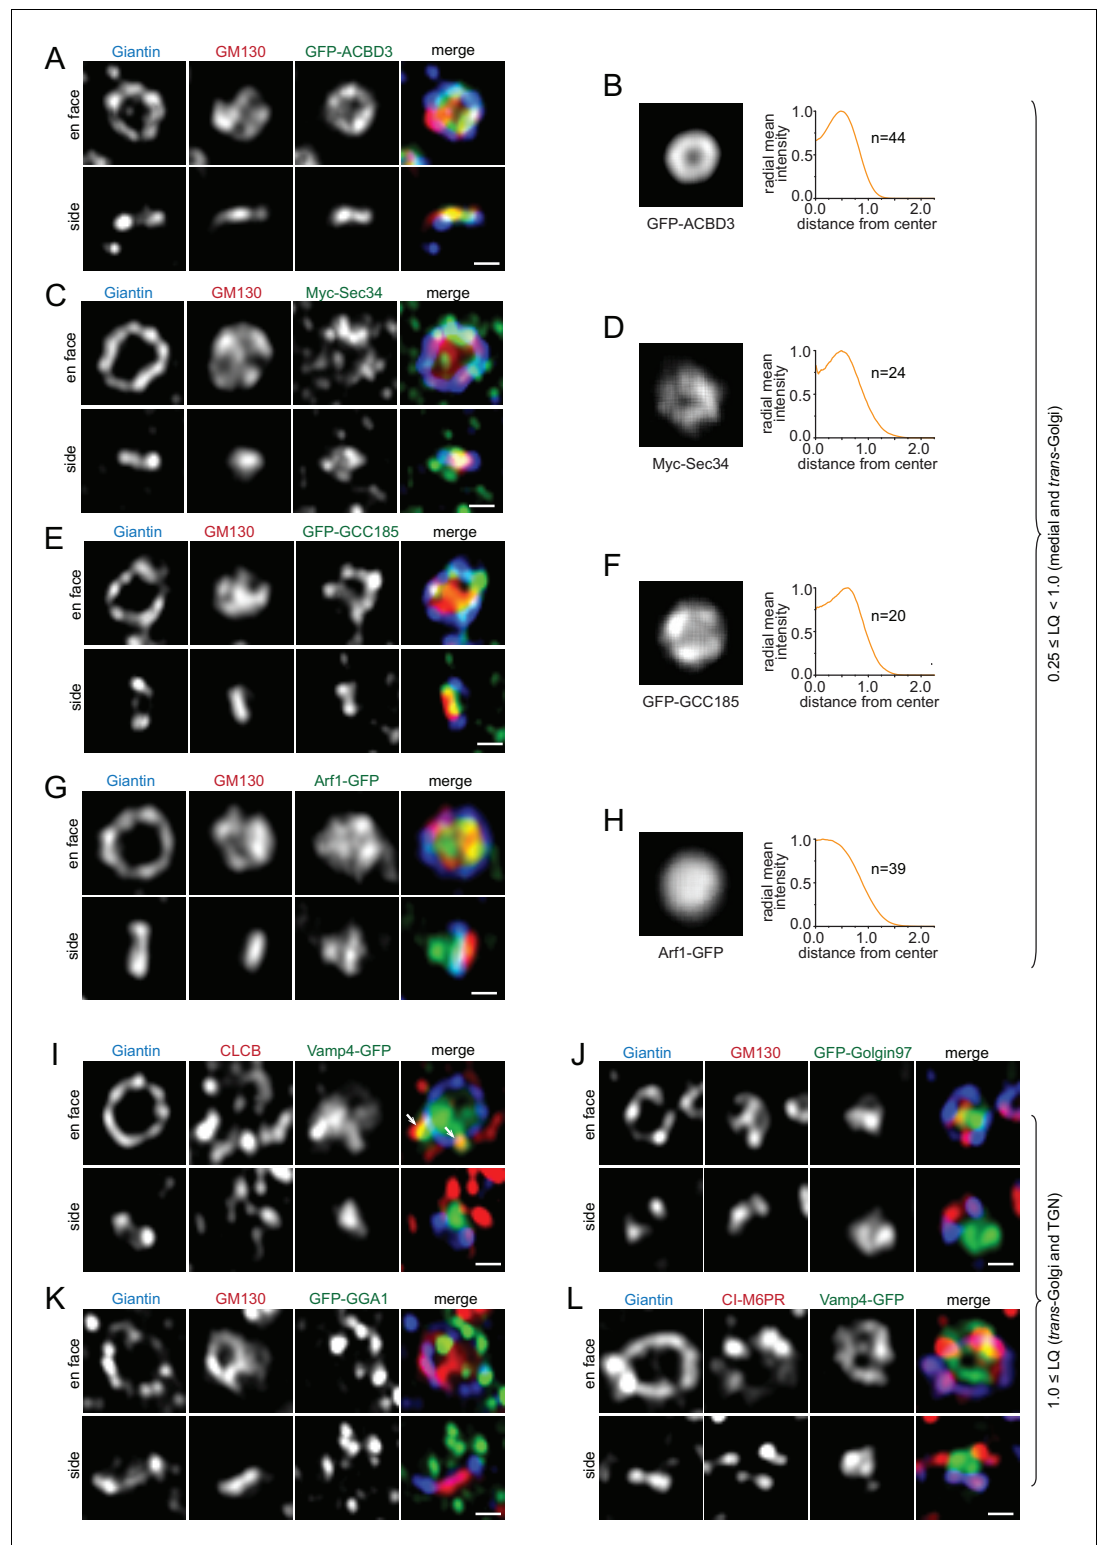 A
Giantin GM130 GFP-ACBD3 merge
en face
side
B
GFP-ACBD3
radial mean intensity
1.0
0.5
0.0
n=44
0.0 1.0 2.0
distance from center
C
Giantin GM130 Myc-Sec34 merge
en face
side
D
Myc-Sec34
radial mean intensity
1.0
0.5
0.0
n=24
0.0 1.0 2.0
distance from center
E
Giantin GM130 GFP-GCC185 merge
en face
side
F
GFP-GCC185
radial mean intensity
1.0
0.5
0.0
n=20
0.0 1.0 2.0
distance from center
G
Giantin GM130 Arf1-GFP merge
en face
side
H
Arf1-GFP
radial mean intensity
1.0
0.5
0.0
n=39
0.0 1.0 2.0
distance from center
0.25 ≤ LQ < 1.0 (medial and trans-Golgi)
I
Giantin CLCB Vamp4-GFP merge
en face
side
J
Giantin GM130 GFP-Golgin97 merge
en face
side
K
Giantin GM130 GFP-GGA1 merge
en face
side
L
Giantin CI-M6PR Vamp4-GFP merge
en face
side
1.0 ≤ LQ (trans-Golgi and TGN)